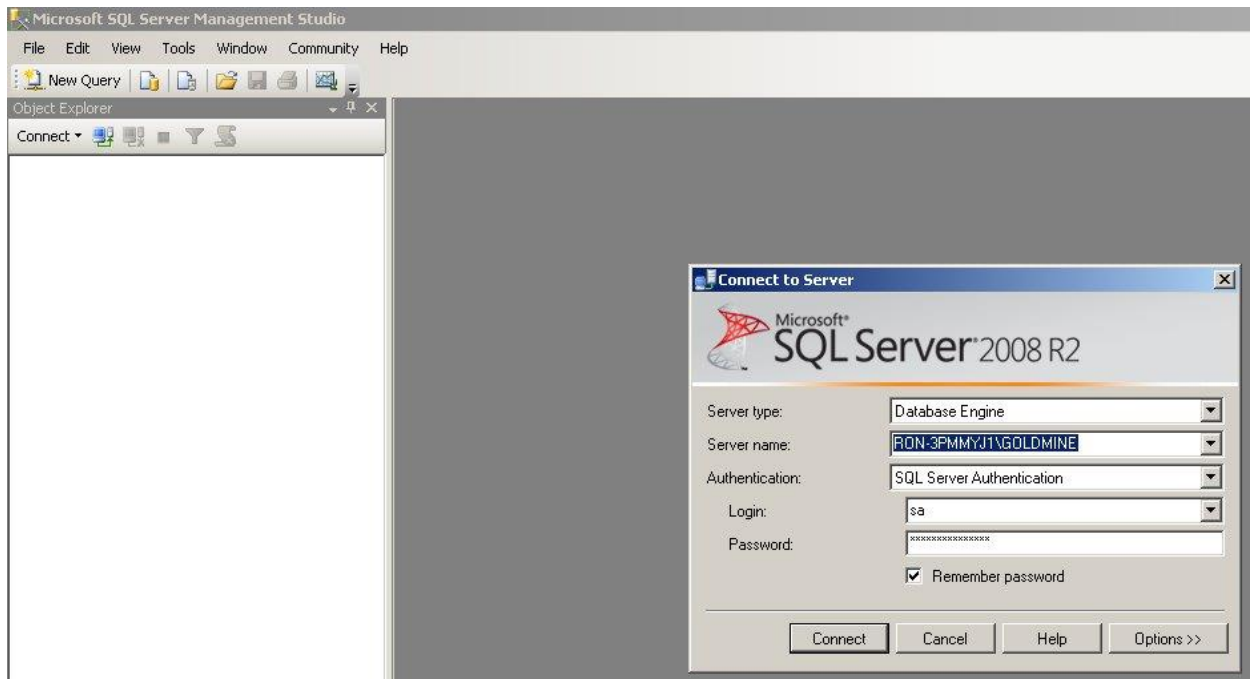 Microsoft SQL Server Management Studio
File Edit View Tools Window Community Help
New Query
Object Explorer
Connect
Connect to Server
Microsoft®
SQL Server® 2008 R2
Server type: Database Engine
Server name: RON-3PMMYJ1\GOLDMINE
Authentication: SQL Server Authentication
Login: sa
Password: ***************
Remember password
Connect Cancel Help Options >>